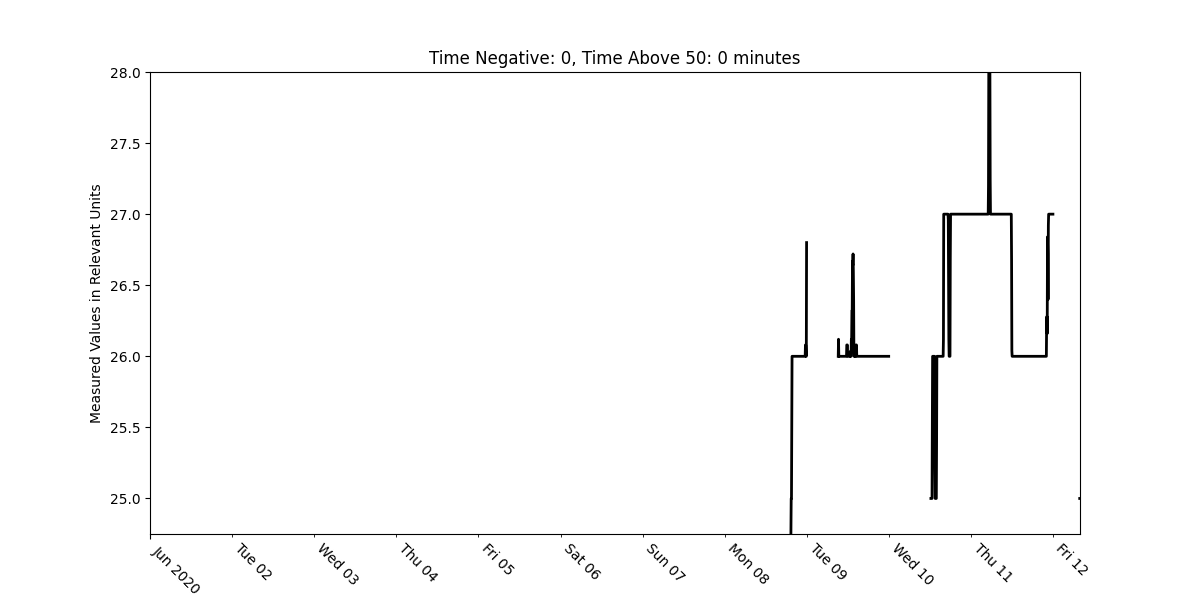 Time Negative: 0, Time Above 50: 0 minutes
Measured Values in Relevant Units
28.0
27.5
27.0
26.5
26.0
25.5
25.0
Jun 2020
Tue 02
Wed 03
Thu 04
Fri 05
Sat 06
Sun 07
Mon 08
Tue 09
Wed 10
Thu 11
Fri 12